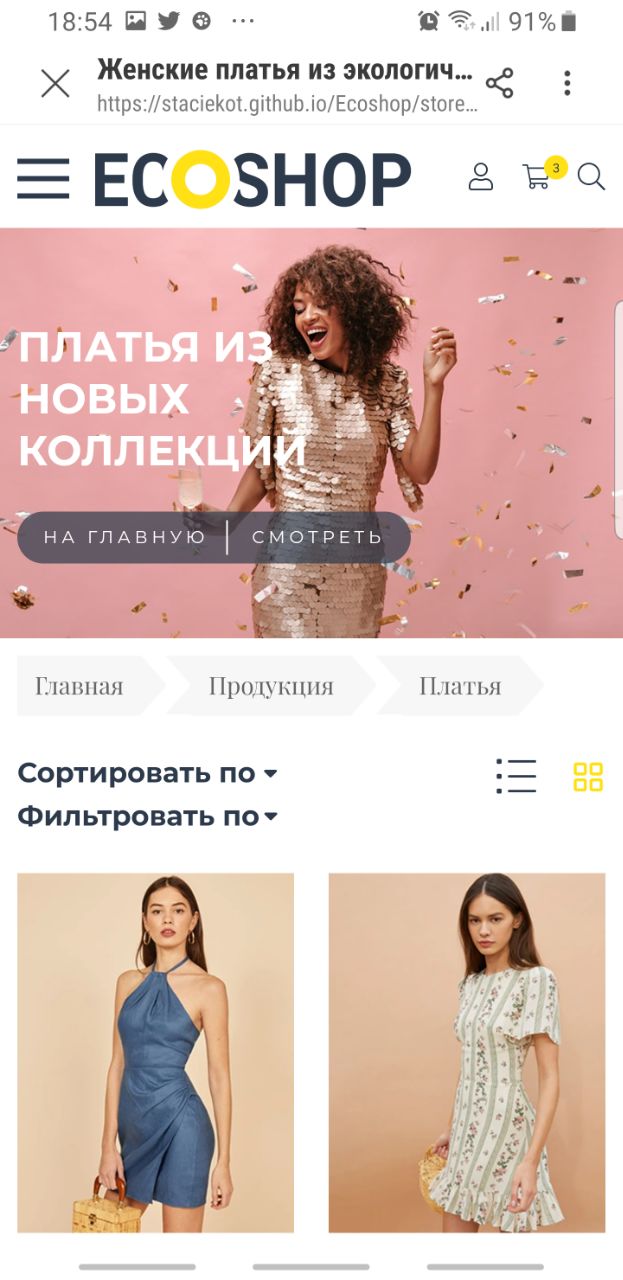 18:54
91%
Женские платья из экологич...
https://staciekot.github.io/Ecoshop/store...
ECOSHOP
3
ПЛАТЬЯ ИЗ
НОВЫХ
КОЛЛЕКЦИЙ
НА ГЛАВНУЮ | СМОТРЕТЬ
Главная Продукция Платья
Сортировать по
Фильтровать по